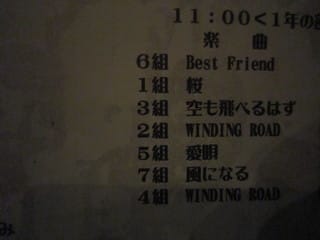 11:00<1年の
楽 曲
6組 Best Friend
1組 桜
3組 空も飛べるはず
2組 WINDING ROAD
5組 愛唄
7組 風になる
4組 WINDING ROAD
み